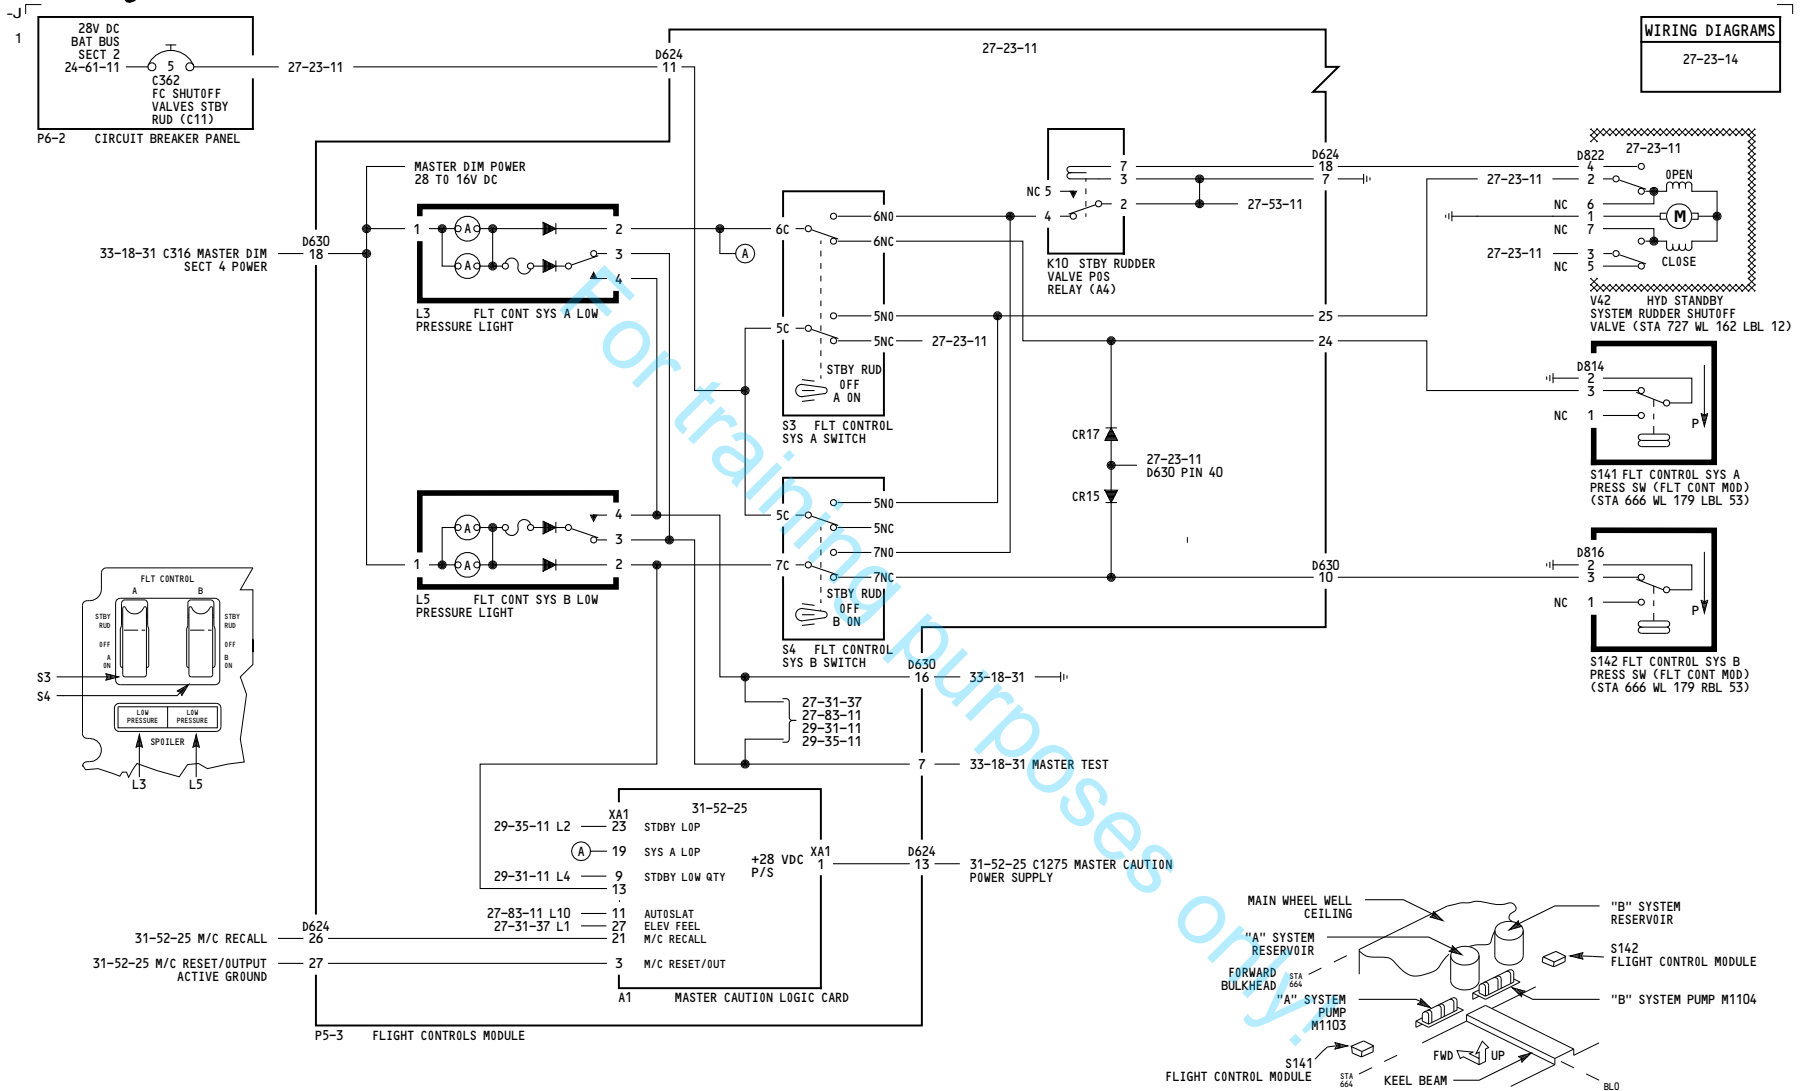 -J
1
28V DC
BAT BUS
SECT 2
24-61-11
5
C362
FC SHUTOFF
VALVES STBY
RUD (C11)
P6-2 CIRCUIT BREAKER PANEL
27-23-11
D624
11
27-23-11
WIRING DIAGRAMS
27-23-14
MASTER DIM POWER
28 TO 16V DC
33-18-31 C316 MASTER DIM
SECT 4 POWER
D630
18
1
A
A
2
3
4
L3 FLT CONT SYS A LOW
PRESSURE LIGHT
A
6C
6NO
6NC
5C
5NO
5NC
27-23-11
STBY RUD
OFF
A ON
S3 FLT CONTROL
SYS A SWITCH
7
3
NC 5
4
2
K10 STBY RUDDER
VALVE POS
RELAY (A4)
27-53-11
D624
18
7
25
24
27-23-11
D822
4
27-23-11
2
NC 6
1
NC 7
27-23-11
3
NC 5
OPEN
M
CLOSE
V42 HYD STANDBY
SYSTEM RUDDER SHUTOFF
VALVE (STA 727 WL 162 LBL 12)
D814
2
3
NC 1
P
S141 FLT CONTROL SYS A
PRESS SW (FLT CONT MOD)
(STA 666 WL 179 LBL 53)
CR17
27-23-11
D630 PIN 40
CR15
1
A
A
4
3
2
L5 FLT CONT SYS B LOW
PRESSURE LIGHT
5C
5NO
5NC
7NO
7C
7NC
STBY RUD
OFF
B ON
S4 FLT CONTROL
SYS B SWITCH
D630
10
D816
2
3
NC 1
P
S142 FLT CONTROL SYS B
PRESS SW (FLT CONT MOD)
(STA 666 WL 179 RBL 53)
FLT CONTROL
A B
STBY
RUD
OFF
A
ON
STBY
RUD
OFF
B
ON
S3
S4
LOW
PRESSURE
LOW
PRESSURE
SPOILER
L3 L5
D630
16
33-18-31
27-31-37
27-83-11
29-31-11
29-35-11
7
33-18-31 MASTER TEST
31-52-25
XA1
29-35-11 L2 23 STDBY LOP
A 19 SYS A LOP
29-31-11 L4 9 STDBY LOW QTY
13
27-83-11 L10 11 AUTOSLAT
27-31-37 L1 27 ELEV FEEL
21 M/C RECALL
3 M/C RESET/OUT
+28 VDC
P/S
XA1
1
D624
13
31-52-25 C1275 MASTER CAUTION
POWER SUPPLY
A1 MASTER CAUTION LOGIC CARD
D624
31-52-25 M/C RECALL 26
31-52-25 M/C RESET/OUTPUT
ACTIVE GROUND
27
P5-3 FLIGHT CONTROLS MODULE
MAIN WHEEL WELL
CEILING
"A" SYSTEM
RESERVOIR
"B" SYSTEM
RESERVOIR
S142
FLIGHT CONTROL MODULE
FORWARD
BULKHEAD
STA
664
"A" SYSTEM
PUMP
M1103
"B" SYSTEM PUMP M1104
S141
FLIGHT CONTROL MODULE
STA
664
FWD UP
KEEL BEAM
BL0
For training purposes only!